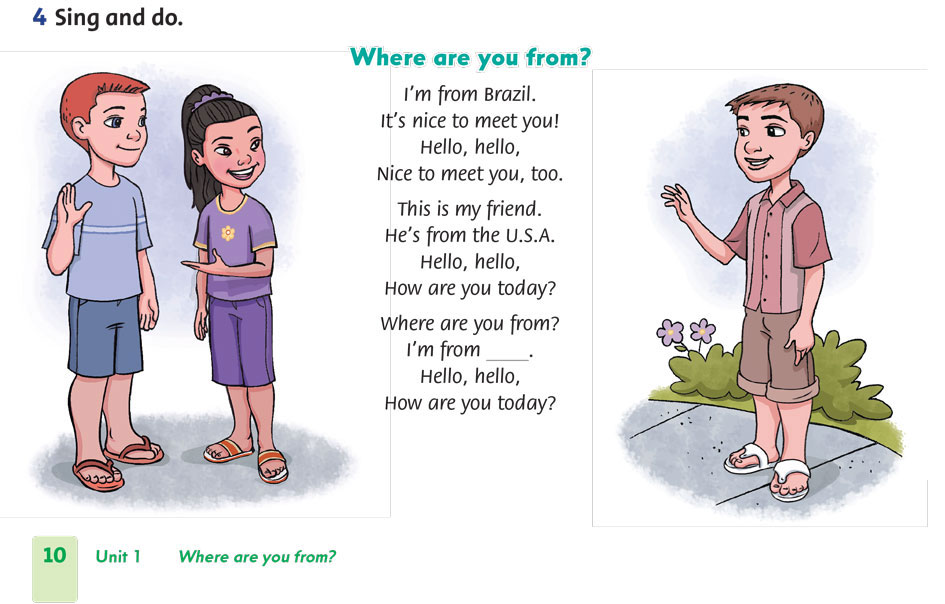 4 Sing and do.
Where are you from?
I'm from Brazil.
It's nice to meet you!
Hello, hello,
Nice to meet you, too.
This is my friend.
He's from the U.S.A.
Hello, hello,
How are you today?
Where are you from?
I'm from _____.
Hello, hello,
How are you today?
10 Unit 1 Where are you from?